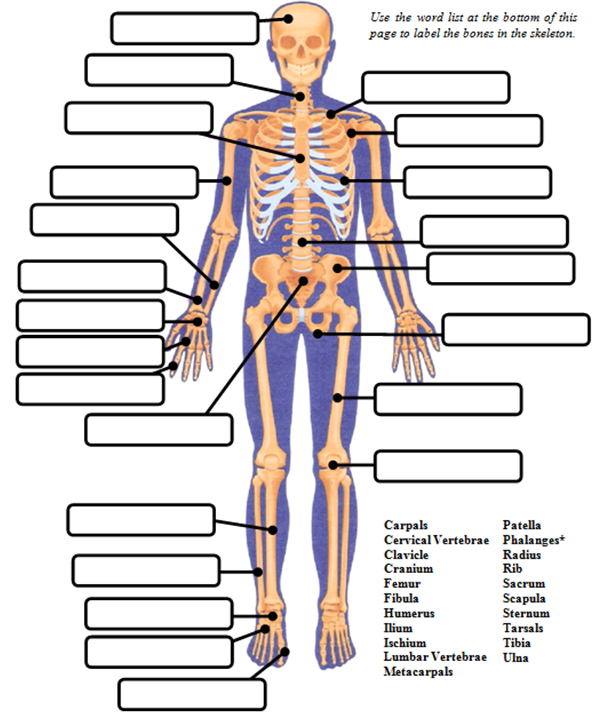 Use the word list at the bottom of this
page to label the bones in the skeleton.
Carpals
Cervical Vertebrae
Clavicle
Cranium
Femur
Fibula
Humerus
Ilium
Ischium
Lumbar Vertebrae
Metacarpals
Patella
Phalanges*
Radius
Rib
Sacrum
Scapula
Sternum
Tarsals
Tibia
Ulna